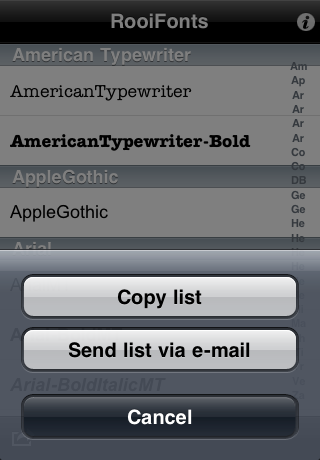 RooiFonts
American Typewriter
AmericanTypewriter
AmericanTypewriter-Bold
AppleGothic
AppleGothic
Arial
Arial-BoldItalicMT
Am
Ap
Ar
Ar
Ar
Ar
Co
Co
DB
Ge
Ge
He
He
Copy list
Send list via e-mail
Cancel